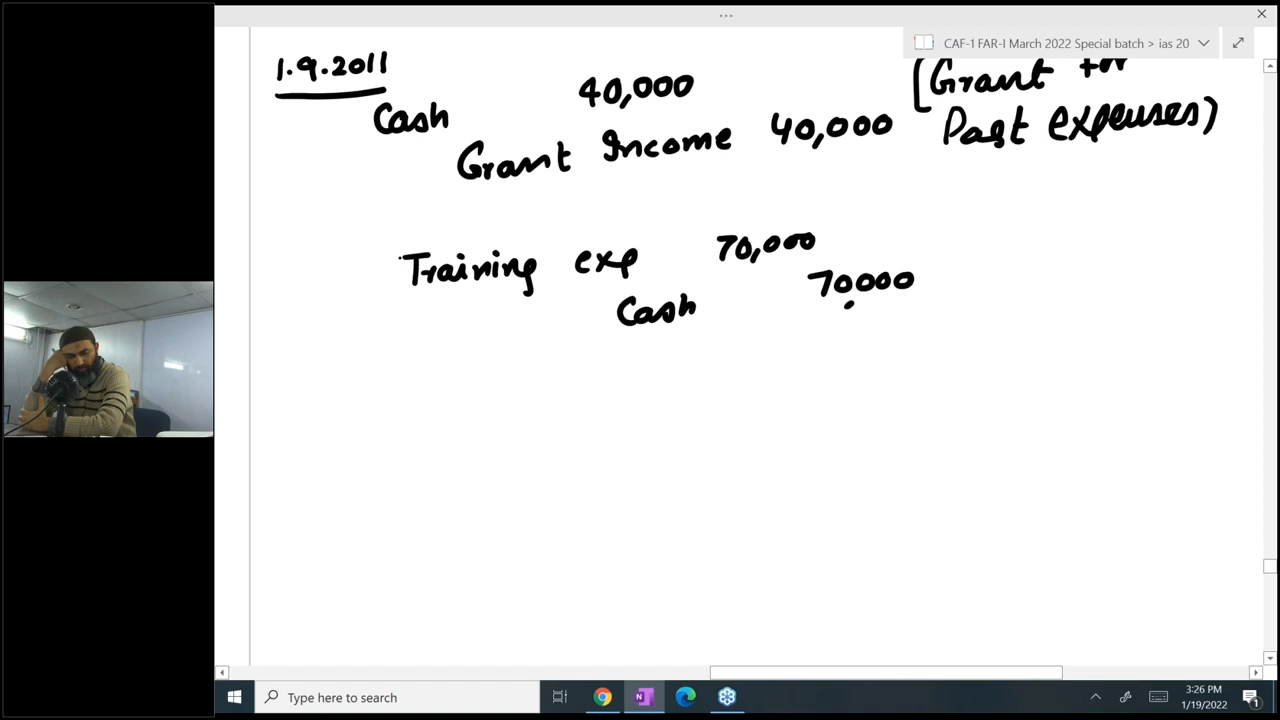 CAF-1 FAR-I March 2022 Special batch > ias 20
1.9.2011
Cash 40,000
Grant Income 40,000
(Grant for
Past expenses)
Training exp 70,000
Cash 70000
Type here to search
3:26 PM
1/19/2022
1